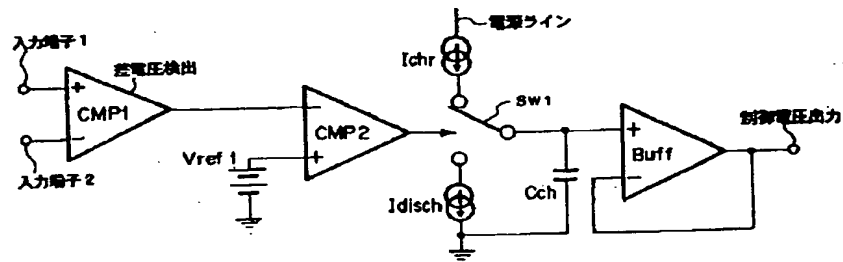 入力端子1
差電圧検出
+
CMP1
−
入力端子2
Vref 1
−
CMP2
+
電源ライン
Ichr
SW1
Idisch
Cch
+
Buff
−
制御電圧出力